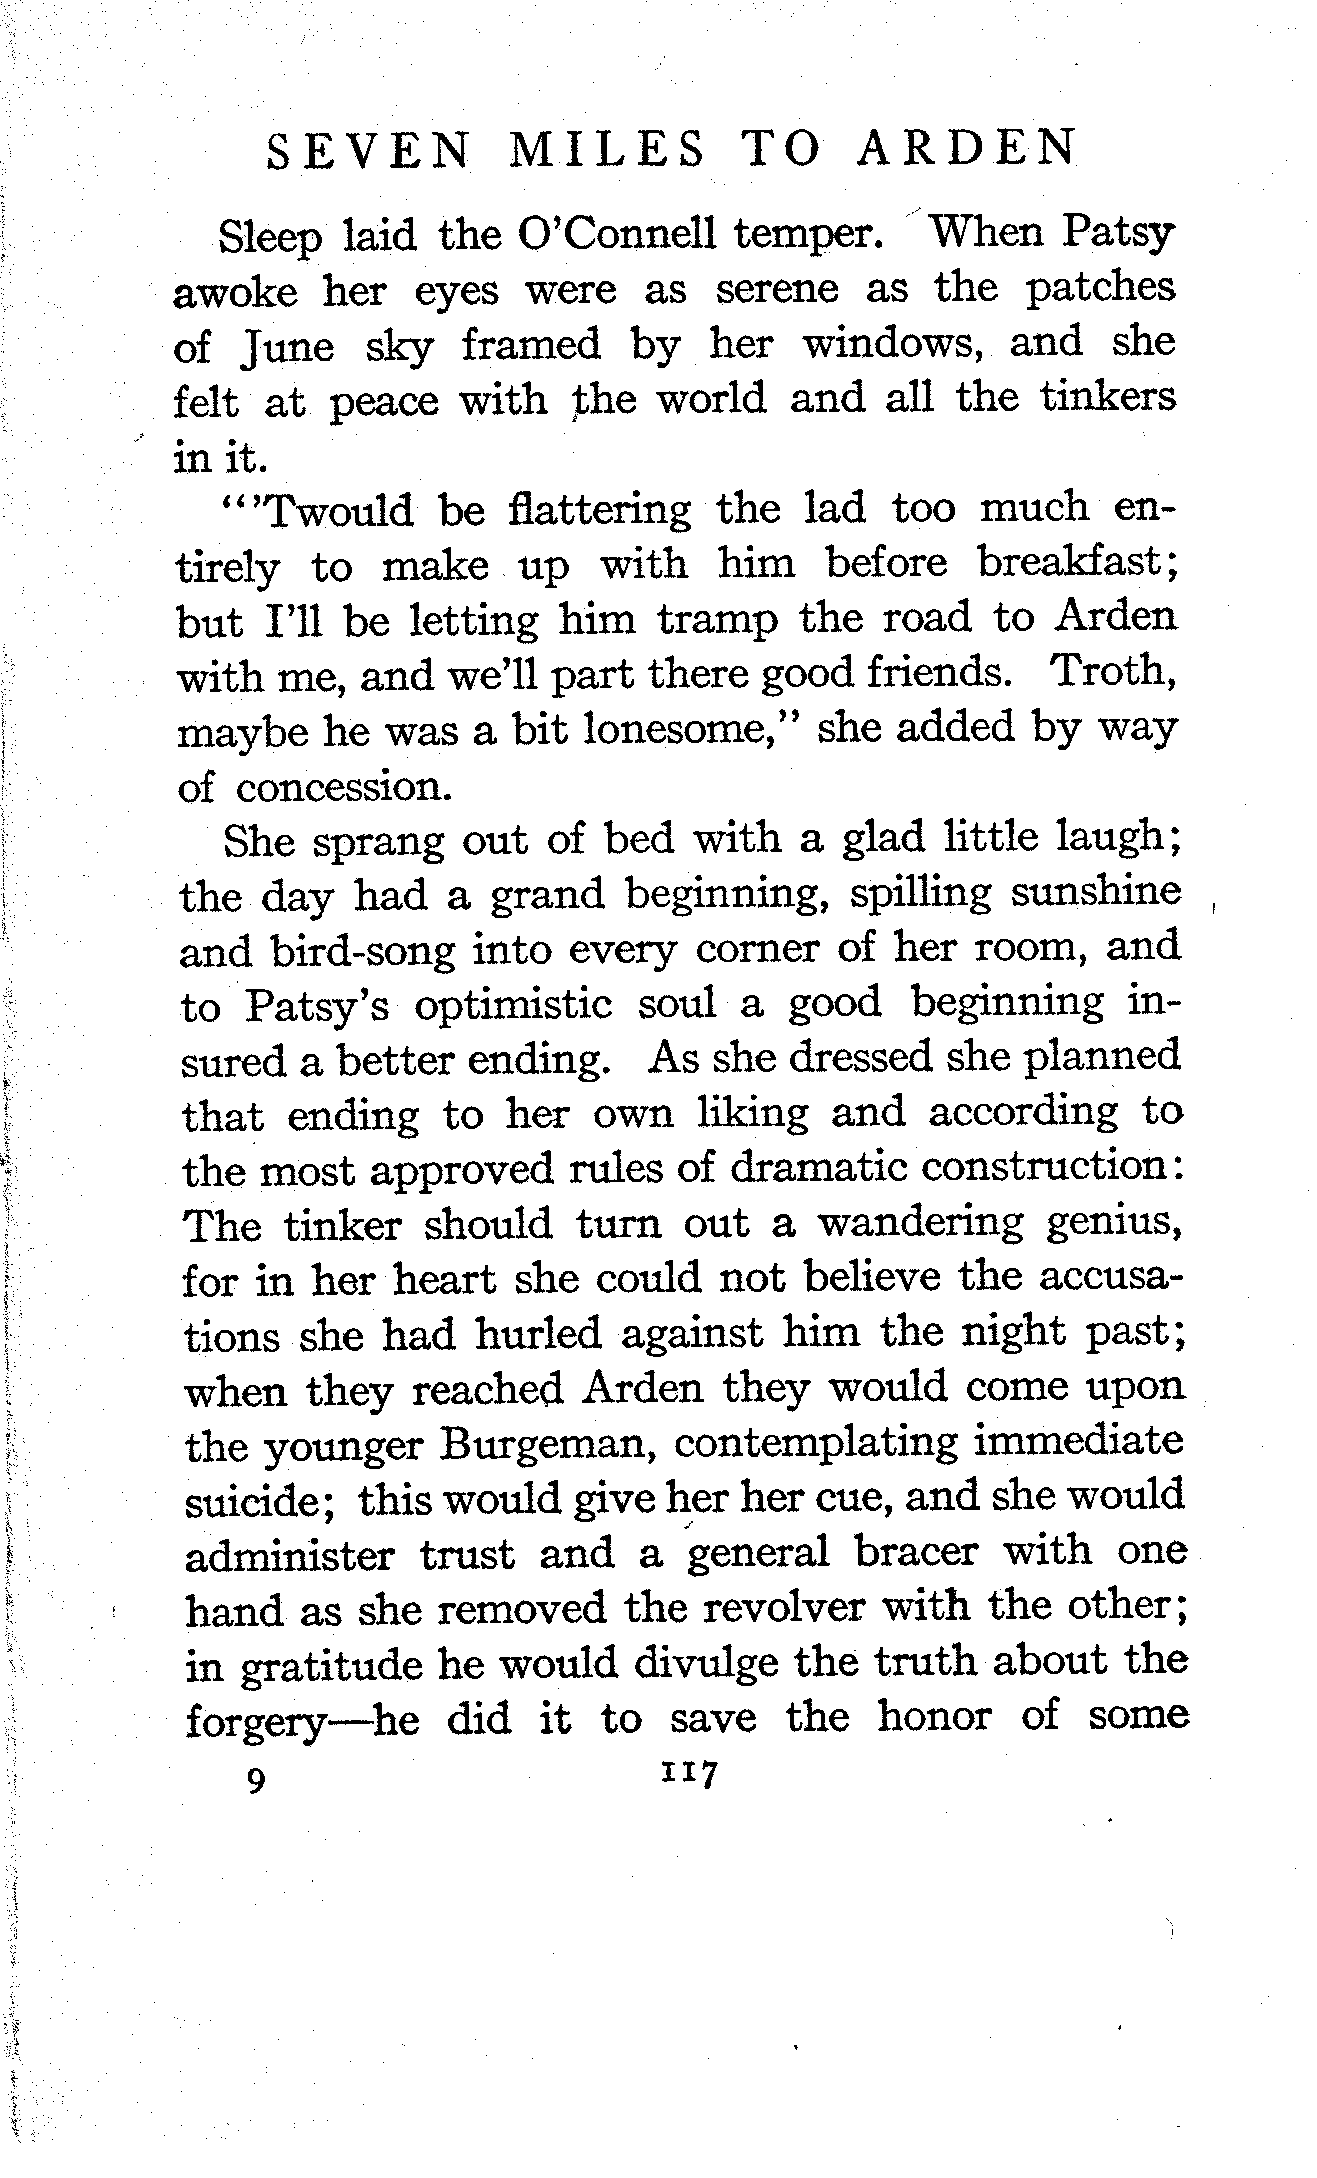 SEVEN MILES TO ARDEN
Sleep laid the O'Connell temper. When Patsy
awoke her eyes were as serene as the patches
of June sky framed by her windows, and she
felt at peace with the world and all the tinkers
in it.
"'Twould be flattering the lad too much en-
tirely to make up with him before breakfast;
but I'll be letting him tramp the road to Arden
with me, and we'll part there good friends. Troth,
maybe he was a bit lonesome," she added by way
of concession.
She sprang out of bed with a glad little laugh;
the day had a grand beginning, spilling sunshine
and bird-song into every corner of her room, and
to Patsy's optimistic soul a good beginning in-
sured a better ending. As she dressed she planned
that ending to her own liking and according to
the most approved rules of dramatic construction:
The tinker should turn out a wandering genius,
for in her heart she could not believe the accusa-
tions she had hurled against him the night past;
when they reached Arden they would come upon
the younger Burgeman, contemplating immediate
suicide; this would give her her cue, and she would
administer trust and a general bracer with one
hand as she removed the revolver with the other;
in gratitude he would divulge the truth about the
forgery—he did it to save the honor of some
9 117